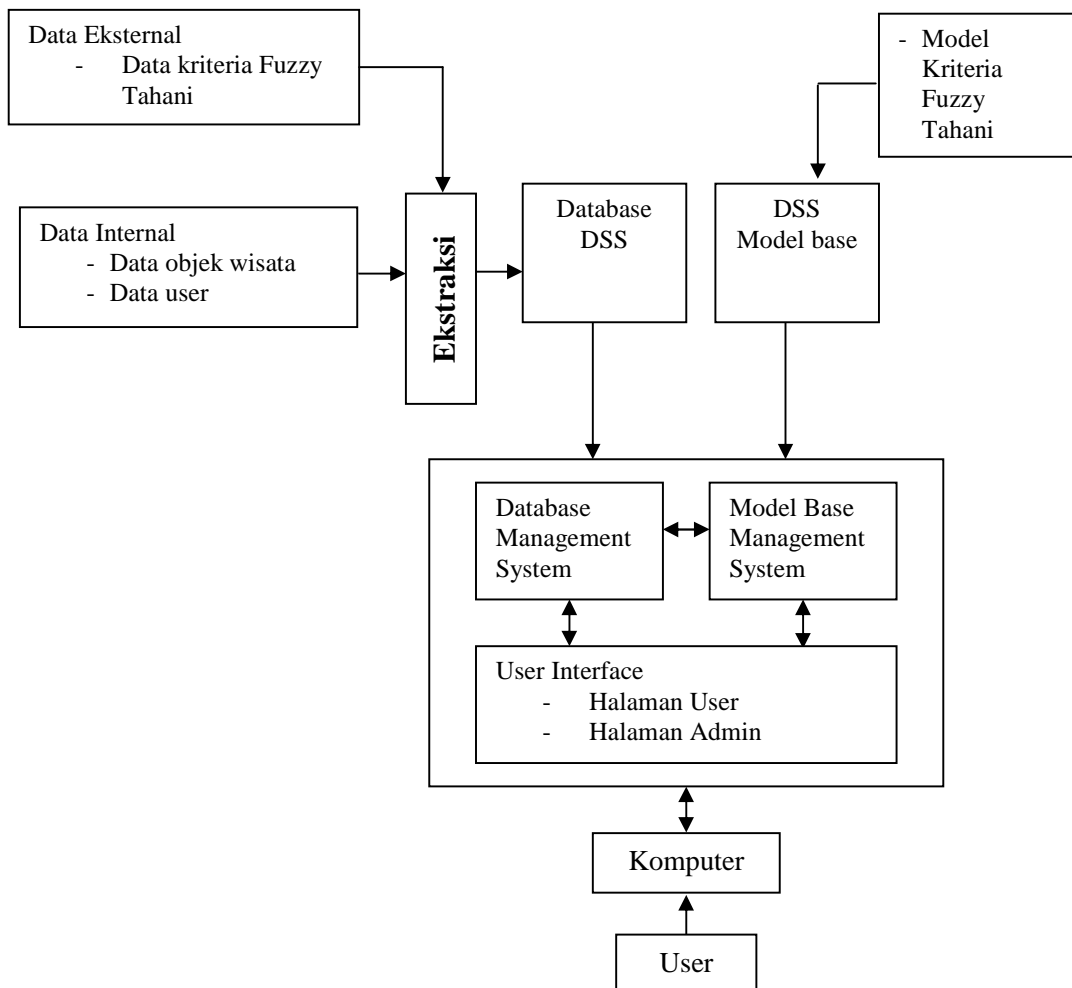 Data Eksternal
- Data kriteria Fuzzy
Tahani
- Model
Kriteria
Fuzzy
Tahani
Data Internal
- Data objek wisata
- Data user
Ekstraksi
Database
DSS
DSS
Model base
Database
Management
System
Model Base
Management
System
User Interface
- Halaman User
- Halaman Admin
Komputer
User